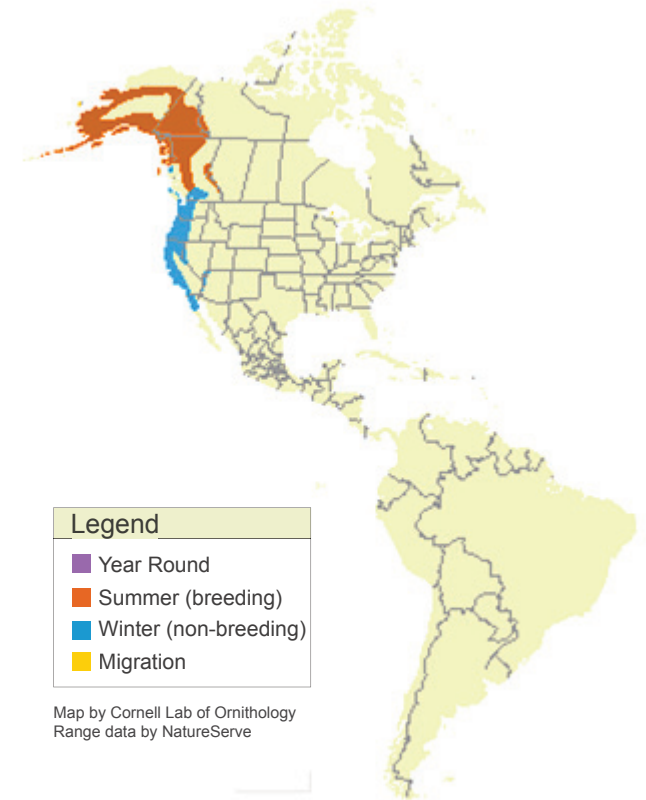 Legend
Year Round
Summer (breeding)
Winter (non-breeding)
Migration
Map by Cornell Lab of Ornithology
Range data by NatureServe